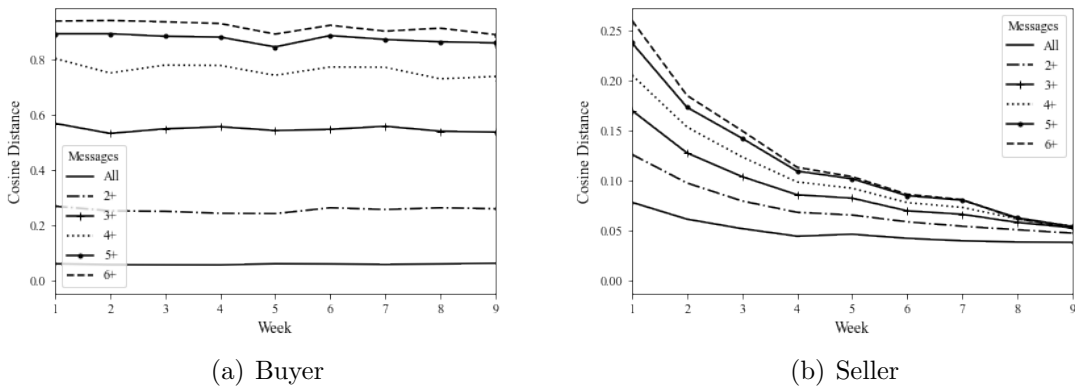 Cosine Distance
0.8
0.6
0.4
0.2
0.0
Messages
All
2+
3+
4+
5+
6+
1 2 3 4 5 6 7 8 9
Week
(a) Buyer
Cosine Distance
0.25
0.20
0.15
0.10
0.05
0.00
Messages
All
2+
3+
4+
5+
6+
1 2 3 4 5 6 7 8 9
Week
(b) Seller